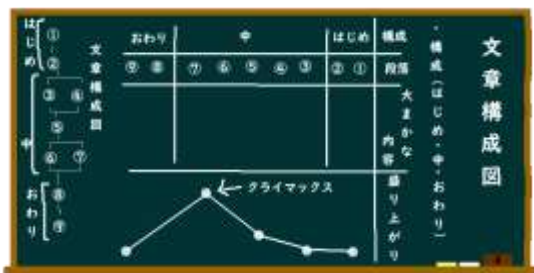 文章構成図
・構成(はじめ・中・おわり)
構成
段落
大まかな内容
盛り上がり
はじめ
① ②
中
③ ④ ⑤ ⑥ ⑦
おわり
⑧ ⑨
クライマックス
文章構成図
はじめ
①
②
中
③ ④
⑤
⑥ ⑦
おわり
⑧
⑨